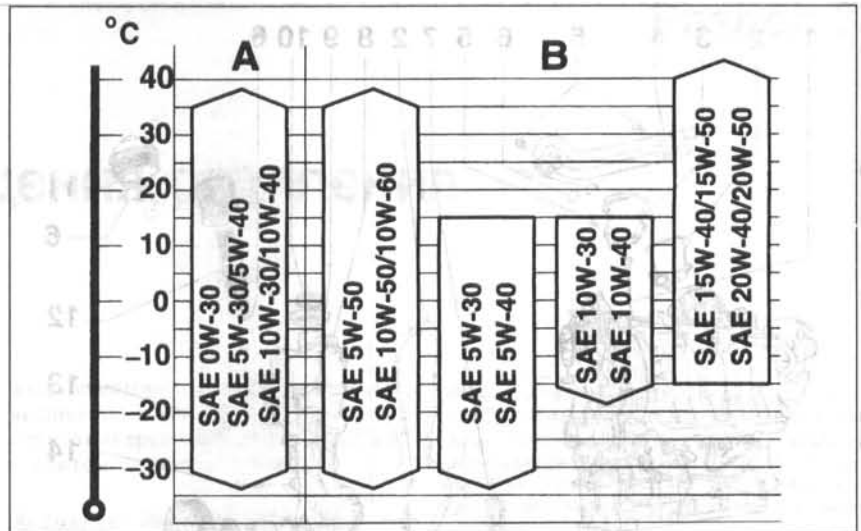 °C
A
B
40
30
20
10
0
-10
-20
-30
SAE 0W-30
SAE 5W-30/5W-40
SAE 10W-30/10W-40
SAE 5W-50
SAE 10W-50/10W-60
SAE 5W-30
SAE 5W-40
SAE 10W-30
SAE 10W-40
SAE 15W-40/15W-50
SAE 20W-40/20W-50